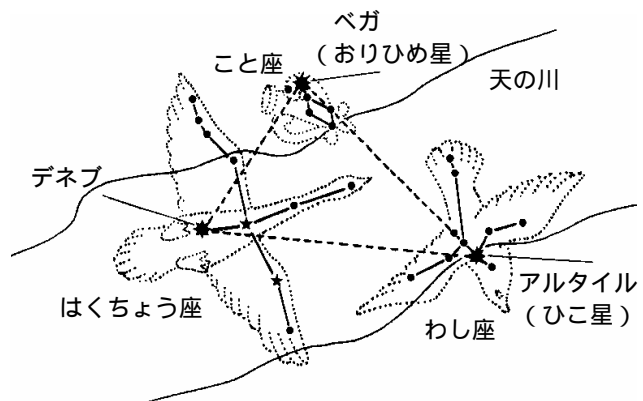 ベガ
(おりひめ星)
こと座
天の川
デネブ
はくちょう座
アルタイル
(ひこ星)
わし座